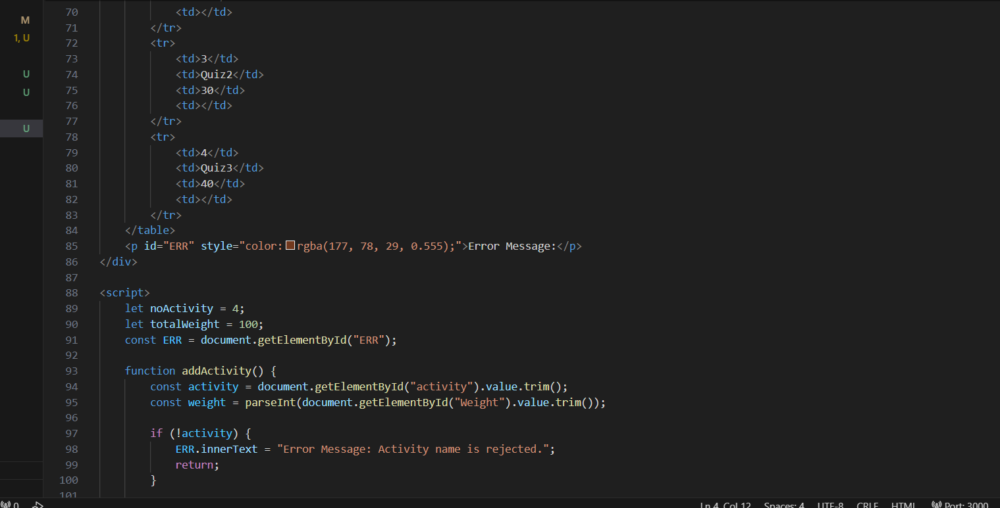 M
1, U
U
U
U
70 <td></td>
71 </tr>
72 <tr>
73 <td>3</td>
74 <td>Quiz2</td>
75 <td>30</td>
76 <td></td>
77 </tr>
78 <tr>
79 <td>4</td>
80 <td>Quiz3</td>
81 <td>40</td>
82 <td></td>
83 </tr>
84 </table>
85 <p id="ERR" style="color: rgba(177, 78, 29, 0.555);">Error Message:</p>
86 </div>
87
88 <script>
89 let noActivity = 4;
90 let totalWeight = 100;
91 const ERR = document.getElementById("ERR");
92
93 function addActivity() {
94 const activity = document.getElementById("activity").value.trim();
95 const weight = parseInt(document.getElementById("Weight").value.trim());
96
97 if (!activity) {
98 ERR.innerText = "Error Message: Activity name is rejected.";
99 return;
100 }
101
0 Ln 4, Col 12 Spaces: 4 UTF-8 CRLF HTML Port: 3000